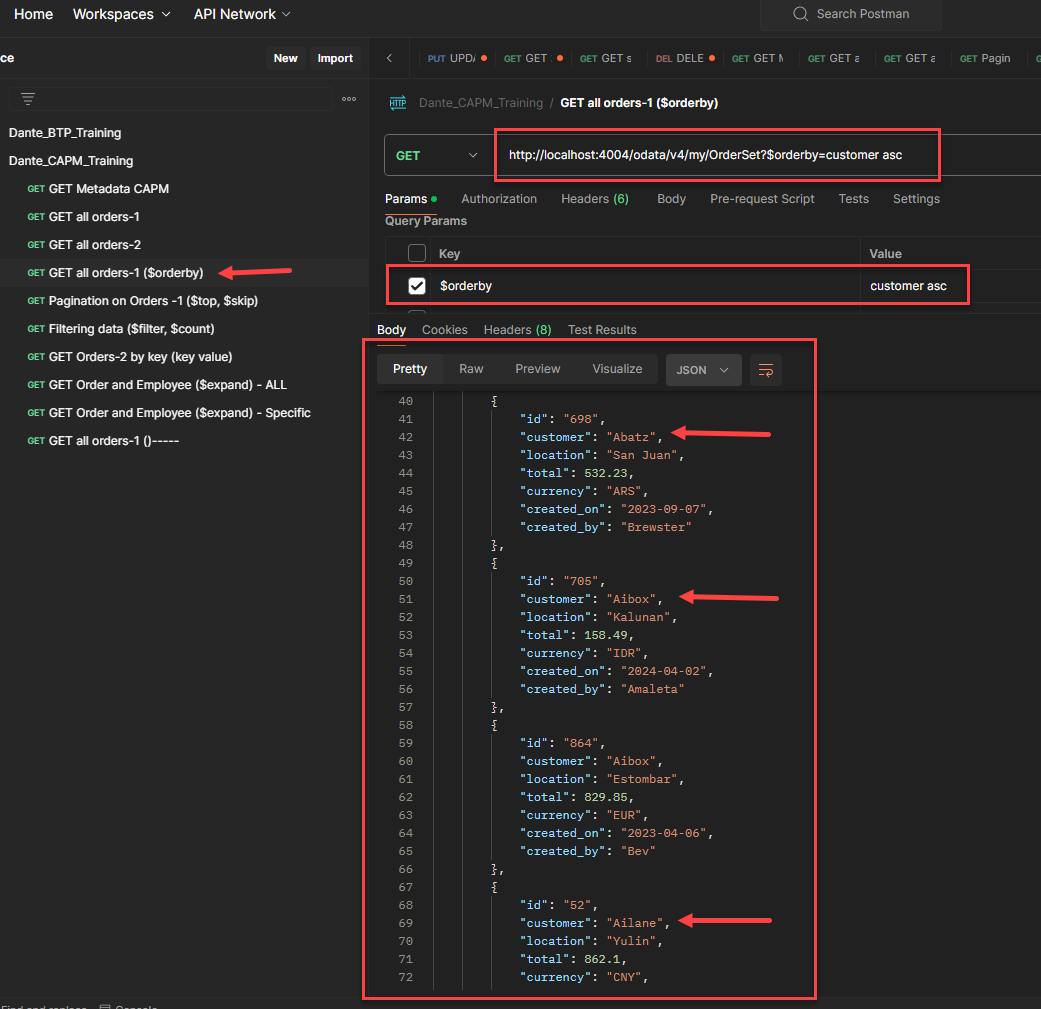 Home Workspaces API Network Search Postman
ce New Import PUT UPD/ GET GET GET GET s DEL DELE GET GET M GET GET a GET GET a GET Pagin
HTTP Dante_CAPM_Training / GET all orders-1 ($orderby)
Dante_BTP_Training
Dante_CAPM_Training
GET GET Metadata CAPM
GET GET all orders-1
GET GET all orders-2
GET GET all orders-1 ($orderby)
GET Pagination on Orders -1 ($top, $skip)
GET Filtering data ($filter, $count)
GET GET Orders-2 by key (key value)
GET GET Order and Employee ($expand) - ALL
GET GET Order and Employee ($expand) - Specific
GET GET all orders-1 ()-----
GET http://localhost:4004/odata/v4/my/OrderSet?$orderby=customer asc
Params Authorization Headers (6) Body Pre-request Script Tests Settings
Query Params
Key Value
$orderby customer asc
Body Cookies Headers (8) Test Results
Pretty Raw Preview Visualize JSON
40 {
41 "id": "698",
42 "customer": "Abatz",
43 "location": "San Juan",
44 "total": 532.23,
45 "currency": "ARS",
46 "created_on": "2023-09-07",
47 "created_by": "Brewster"
48 },
49 {
50 "id": "705",
51 "customer": "Aibox",
52 "location": "Kalunan",
53 "total": 158.49,
54 "currency": "IDR",
55 "created_on": "2024-04-02",
56 "created_by": "Amaleta"
57 },
58 {
59 "id": "864",
60 "customer": "Aibox",
61 "location": "Estombar",
62 "total": 829.85,
63 "currency": "EUR",
64 "created_on": "2023-04-06",
65 "created_by": "Bev"
66 },
67 {
68 "id": "52",
69 "customer": "Ailane",
70 "location": "Yulin",
71 "total": 862.1,
72 "currency": "CNY",